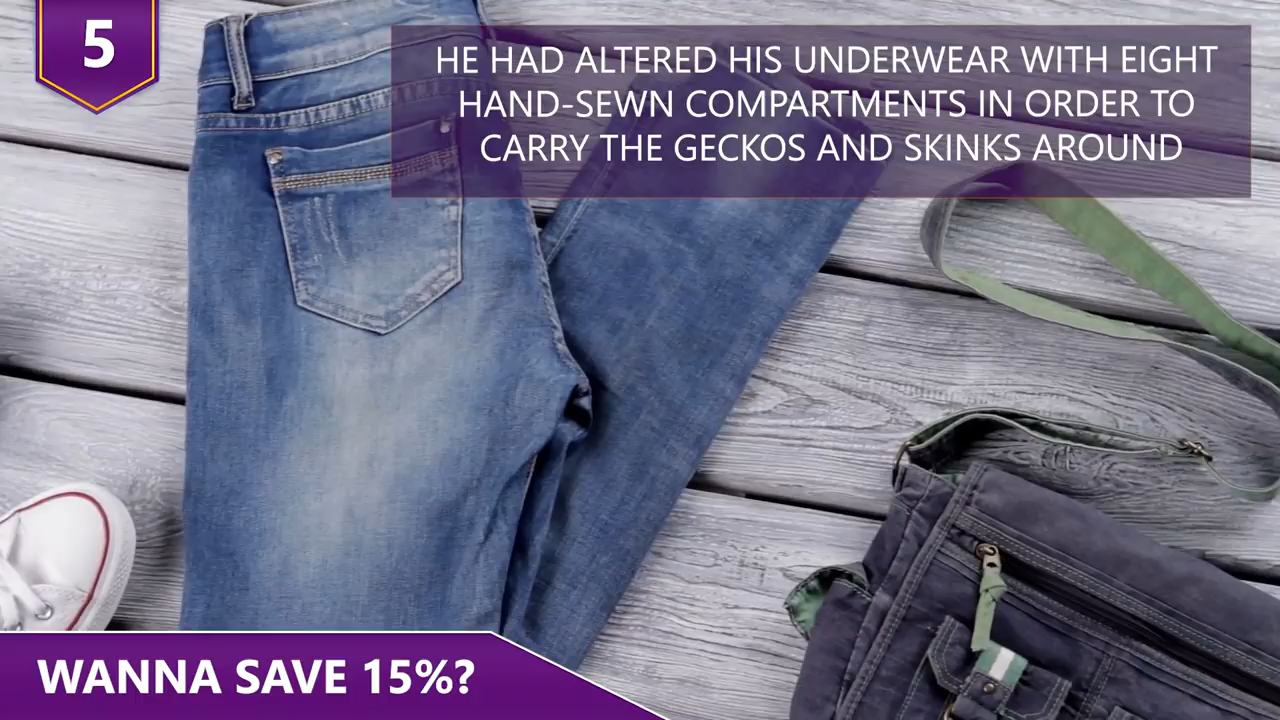 5
HE HAD ALTERED HIS UNDERWEAR WITH EIGHT
HAND-SEWN COMPARTMENTS IN ORDER TO
CARRY THE GECKOS AND SKINKS AROUND
WANNA SAVE 15%?